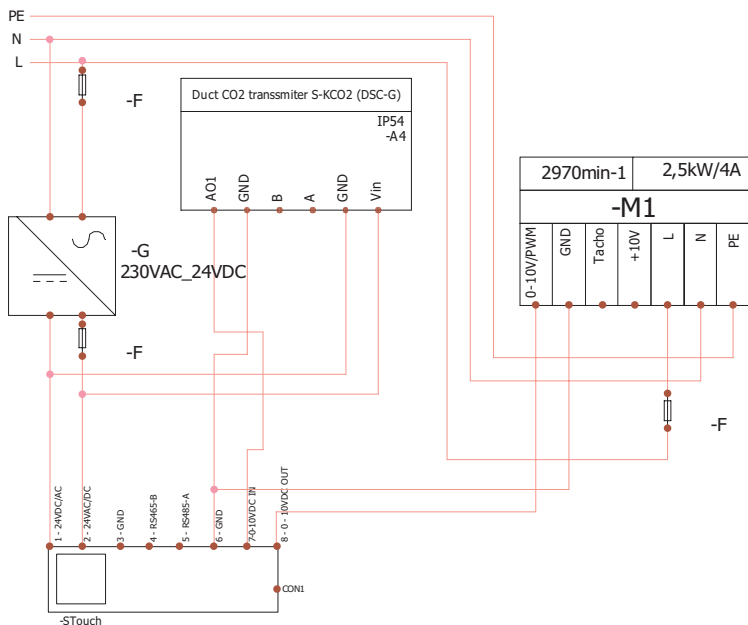 PE
N
L
-F
Duct CO2 transsmiter S-KCO2 (DSC-G)
IP54
-A4
AO1
GND
B
A
GND
Vin
2970min-1
2,5kW/4A
-M1
0-10V/PWM
GND
Tacho
+10V
L
N
PE
-G
230VAC_24VDC
-F
-F
1 - 24VDC/AC
2 - 24VAC/DC
3 - GND
4 - RS465-B
5 - RS485-A
6 - GND
7-0-10VDC IN
8 - 0 - 10VDC OUT
CON1
-STouch